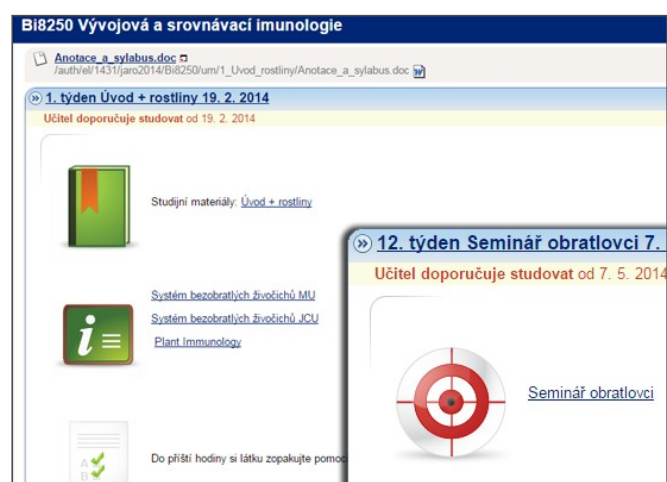 Bi8250 Vývojová a srovnávací imunologie
Anotace_a_sylabus.doc
/auth/el/1431/jaro2014/Bi8250/um/1_Uvod_rostliny/Anotace_a_sylabus.doc
1. týden Úvod + rostliny 19. 2. 2014
Učitel doporučuje studovat od 19. 2. 2014
Studijní materiály: Úvod + rostliny
Systém bezobratlých živočichů MU
Systém bezobratlých živočichů JCU
Plant Immunology
Do příští hodiny si látku zopakujte pomoc
12. týden Seminář obratlovci 7.
Učitel doporučuje studovat od 7. 5. 2014
Seminář obratlovci